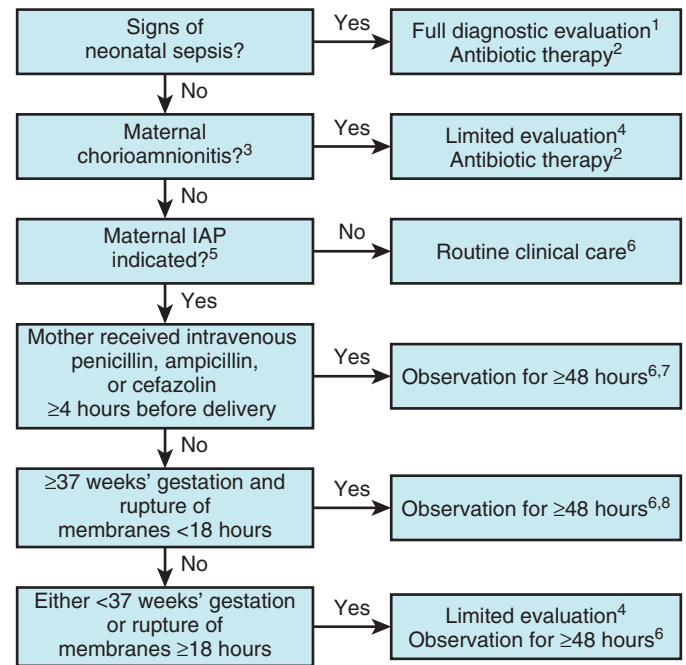 Signs of
neonatal sepsis?
Yes
Full diagnostic evaluation¹
Antibiotic therapy²
No
Maternal
chorioamnionitis?³
Yes
Limited evaluation⁴
Antibiotic therapy²
No
Maternal IAP
indicated?⁵
No
Routine clinical care⁶
Yes
Mother received intravenous
penicillin, ampicillin,
or cefazolin
≥4 hours before delivery
Yes
Observation for ≥48 hours⁶,⁷
No
≥37 weeks’ gestation and
rupture of
membranes <18 hours
Yes
Observation for ≥48 hours⁶,⁸
No
Either <37 weeks’ gestation
or rupture of
membranes ≥18 hours
Yes
Limited evaluation⁴
Observation for ≥48 hours⁶